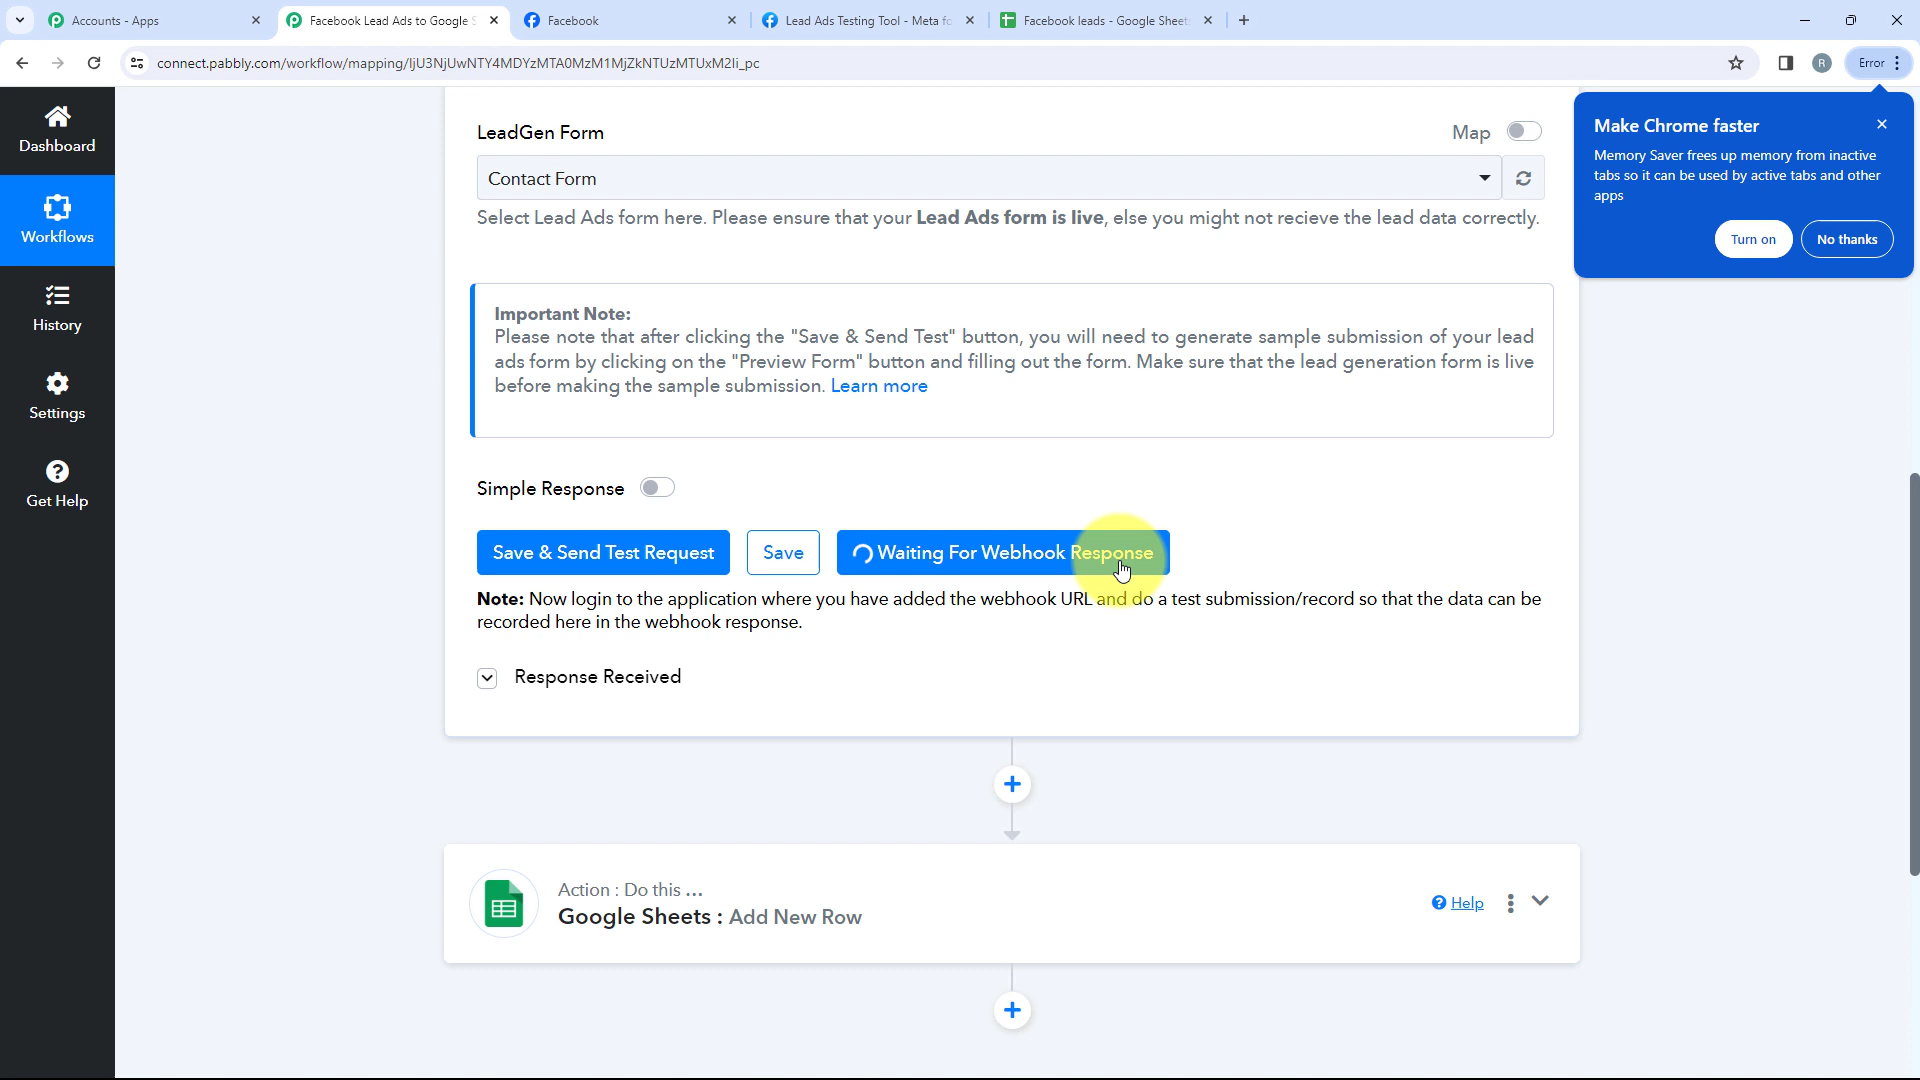 Accounts - Apps
Facebook Lead Ads to Google S
Facebook
Lead Ads Testing Tool - Meta fo
Facebook leads - Google Sheets
connect.pabbly.com/workflow/mapping/IjU3NjUwNTY4MDYzMTA0MzM1MjZkNTUzMTUxM2Ii_pc
R
Error
Dashboard
Workflows
History
Settings
Get Help
LeadGen Form
Map
Contact Form
Select Lead Ads form here. Please ensure that your Lead Ads form is live, else you might not recieve the lead data correctly.
Make Chrome faster
Memory Saver frees up memory from inactive
tabs so it can be used by active tabs and other
apps
Turn on
No thanks
Important Note:
Please note that after clicking the "Save & Send Test" button, you will need to generate sample submission of your lead
ads form by clicking on the "Preview Form" button and filling out the form. Make sure that the lead generation form is live
before making the sample submission. Learn more
Simple Response
Save & Send Test Request
Save
Waiting For Webhook Response
Note: Now login to the application where you have added the webhook URL and do a test submission/record so that the data can be
recorded here in the webhook response.
Response Received
Action : Do this ...
Google Sheets : Add New Row
Help